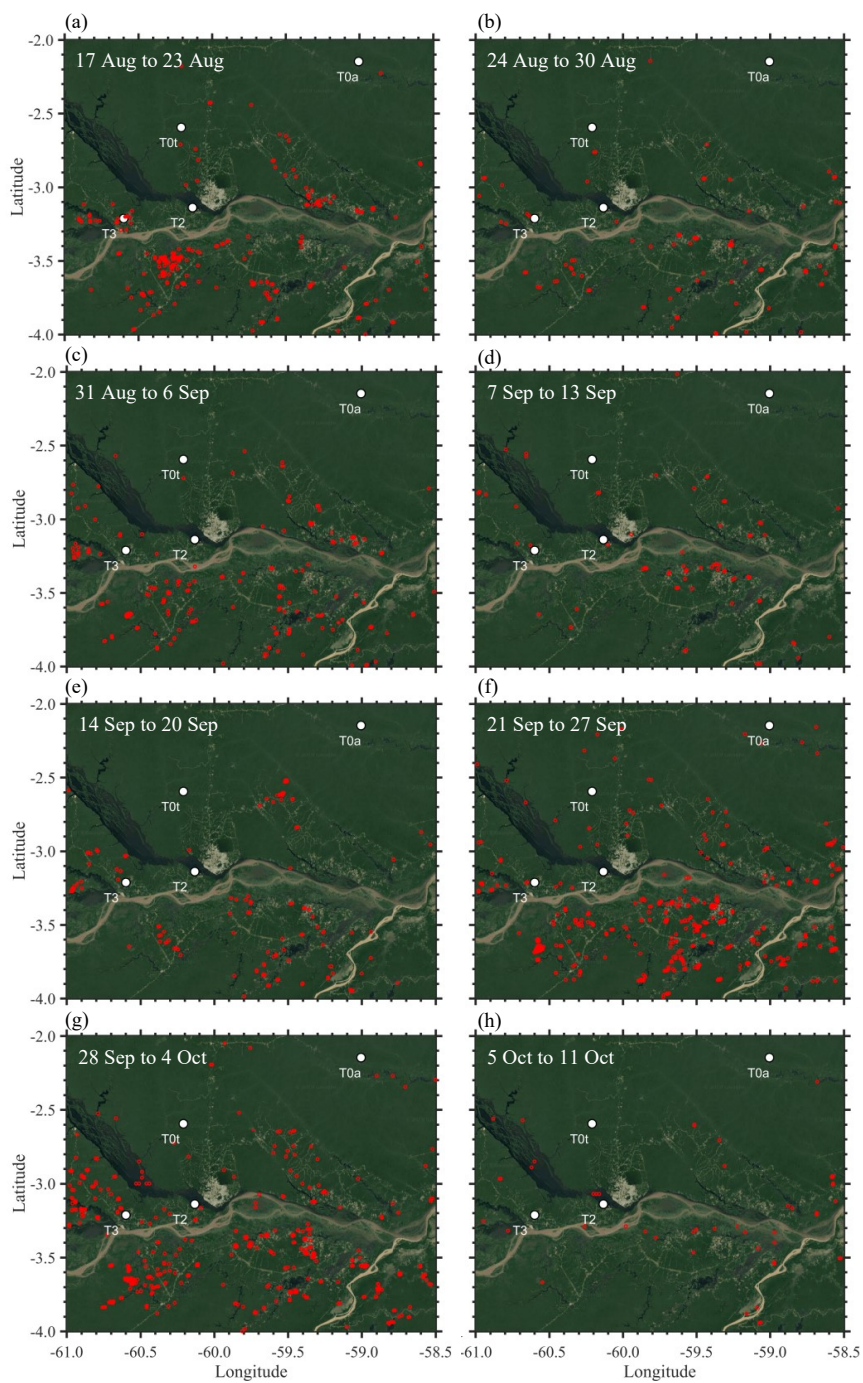 (a)
(b)
-2.0
-2.5
-3.0
-3.5
-4.0
Latitude
17 Aug to 23 Aug
T0a
T0t
T2
T3
24 Aug to 30 Aug
T0a
T0t
T2
T3
(c)
(d)
-2.0
-2.5
-3.0
-3.5
-4.0
Latitude
31 Aug to 6 Sep
T0a
T0t
T2
T3
7 Sep to 13 Sep
T0a
T0t
T2
T3
(e)
(f)
-2.0
-2.5
-3.0
-3.5
-4.0
Latitude
14 Sep to 20 Sep
T0a
T0t
T2
T3
21 Sep to 27 Sep
T0a
T0t
T2
T3
(g)
(h)
-2.0
-2.5
-3.0
-3.5
-4.0
Latitude
28 Sep to 4 Oct
T0a
T0t
T2
T3
5 Oct to 11 Oct
T0a
T0t
T2
T3
-61.0 -60.5 -60.0 -59.5 -59.0 -58.5
Longitude
-61.0 -60.5 -60.0 -59.5 -59.0 -58.5
Longitude